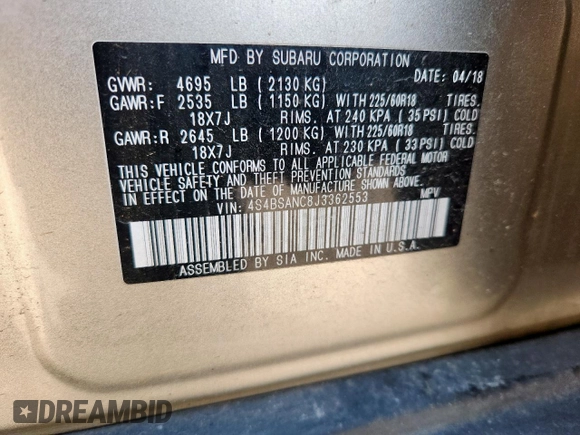 MFD BY SUBARU CORPORATION
GVWR: 4695 LB ( 2130 KG) DATE: 04/18
GAWR:F 2535 LB ( 1150 KG) WITH 225/60R18 TIRES.
18X7J RIMS. AT 240 KPA ( 35 PSI) COLD
GAWR:R 2645 LB ( 1200 KG) WITH 225/60R18 TIRES.
18X7J RIMS. AT 230 KPA ( 33 PSI) COLD
THIS VEHICLE CONFORMS TO ALL APPLICABLE FEDERAL MOTOR
VEHICLE SAFETY AND THEFT PREVENTION STANDARDS
IN EFFECT ON THE DATE OF MANUFACTURE SHOWN ABOVE.
VIN: 4S4BSANC8J3362553 MPV
ASSEMBLED BY SIA INC. MADE IN U.S.A.
DREAMBID